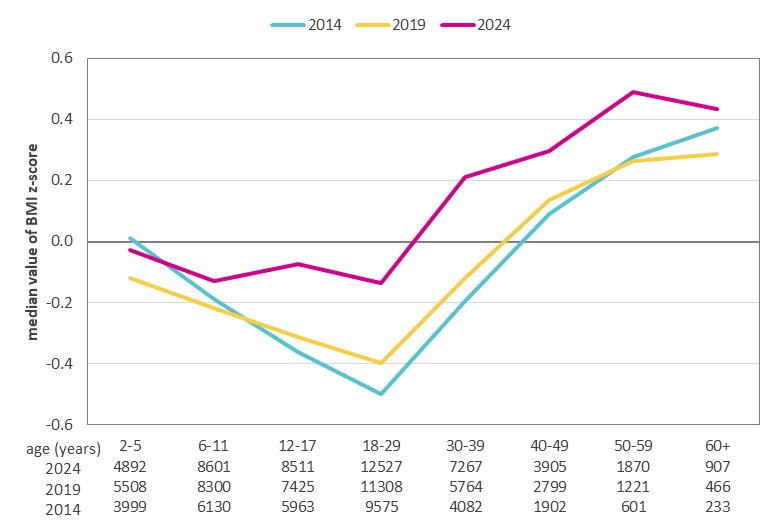 2014 2019 2024
median value of BMI z-score
0.6
0.4
0.2
0.0
-0.2
-0.4
-0.6
age (years) 2-5 6-11 12-17 18-29 30-39 40-49 50-59 60+
2024 4892 8601 8511 12527 7267 3905 1870 907
2019 5508 8300 7425 11308 5764 2799 1221 466
2014 3999 6130 5963 9575 4082 1902 601 233